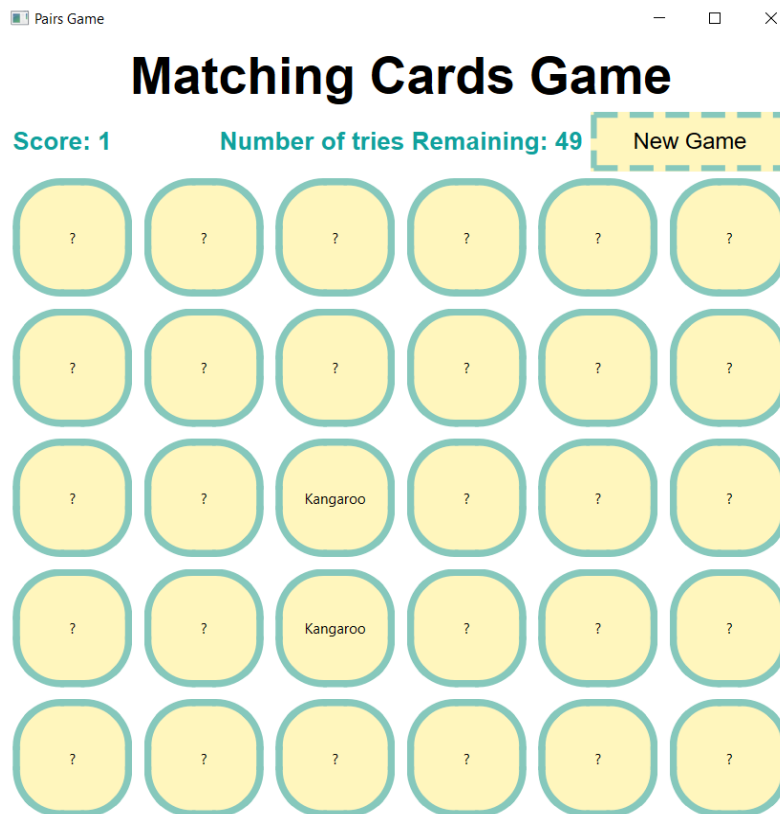 Pairs Game
Matching Cards Game
Score: 1 Number of tries Remaining: 49 New Game
? ? ? ? ? ?
? ? ? ? ? ?
? ? Kangaroo ? ? ?
? ? Kangaroo ? ? ?
? ? ? ? ? ?